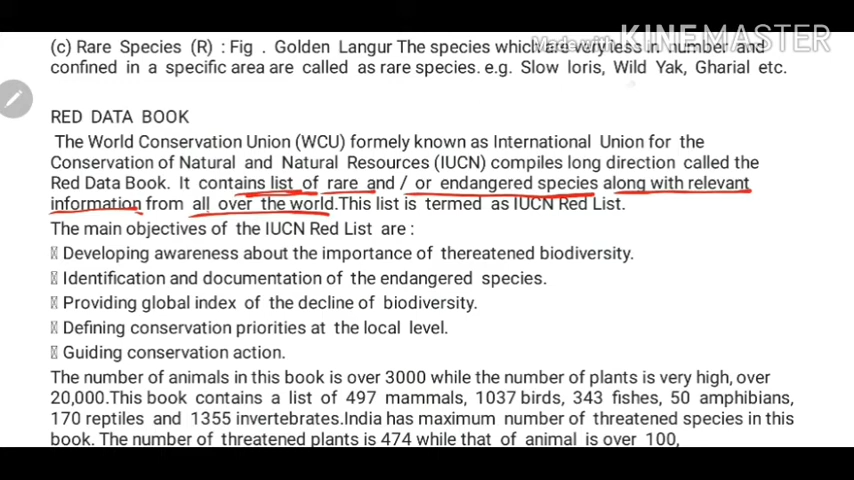 Made with KINEMASTER
(c) Rare Species (R) : Fig . Golden Langur The species which are very less in number and
confined in a specific area are called as rare species. e.g. Slow loris, Wild Yak, Gharial etc.
RED DATA BOOK
The World Conservation Union (WCU) formely known as International Union for the
Conservation of Natural and Natural Resources (IUCN) compiles long direction called the
Red Data Book. It contains list of rare and / or endangered species along with relevant
information from all over the world.This list is termed as IUCN Red List.
The main objectives of the IUCN Red List are :
Developing awareness about the importance of thereatened biodiversity.
Identification and documentation of the endangered species.
Providing global index of the decline of biodiversity.
Defining conservation priorities at the local level.
Guiding conservation action.
The number of animals in this book is over 3000 while the number of plants is very high, over
20,000.This book contains a list of 497 mammals, 1037 birds, 343 fishes, 50 amphibians,
170 reptiles and 1355 invertebrates.India has maximum number of threatened species in this
book. The number of threatened plants is 474 while that of animal is over 100,